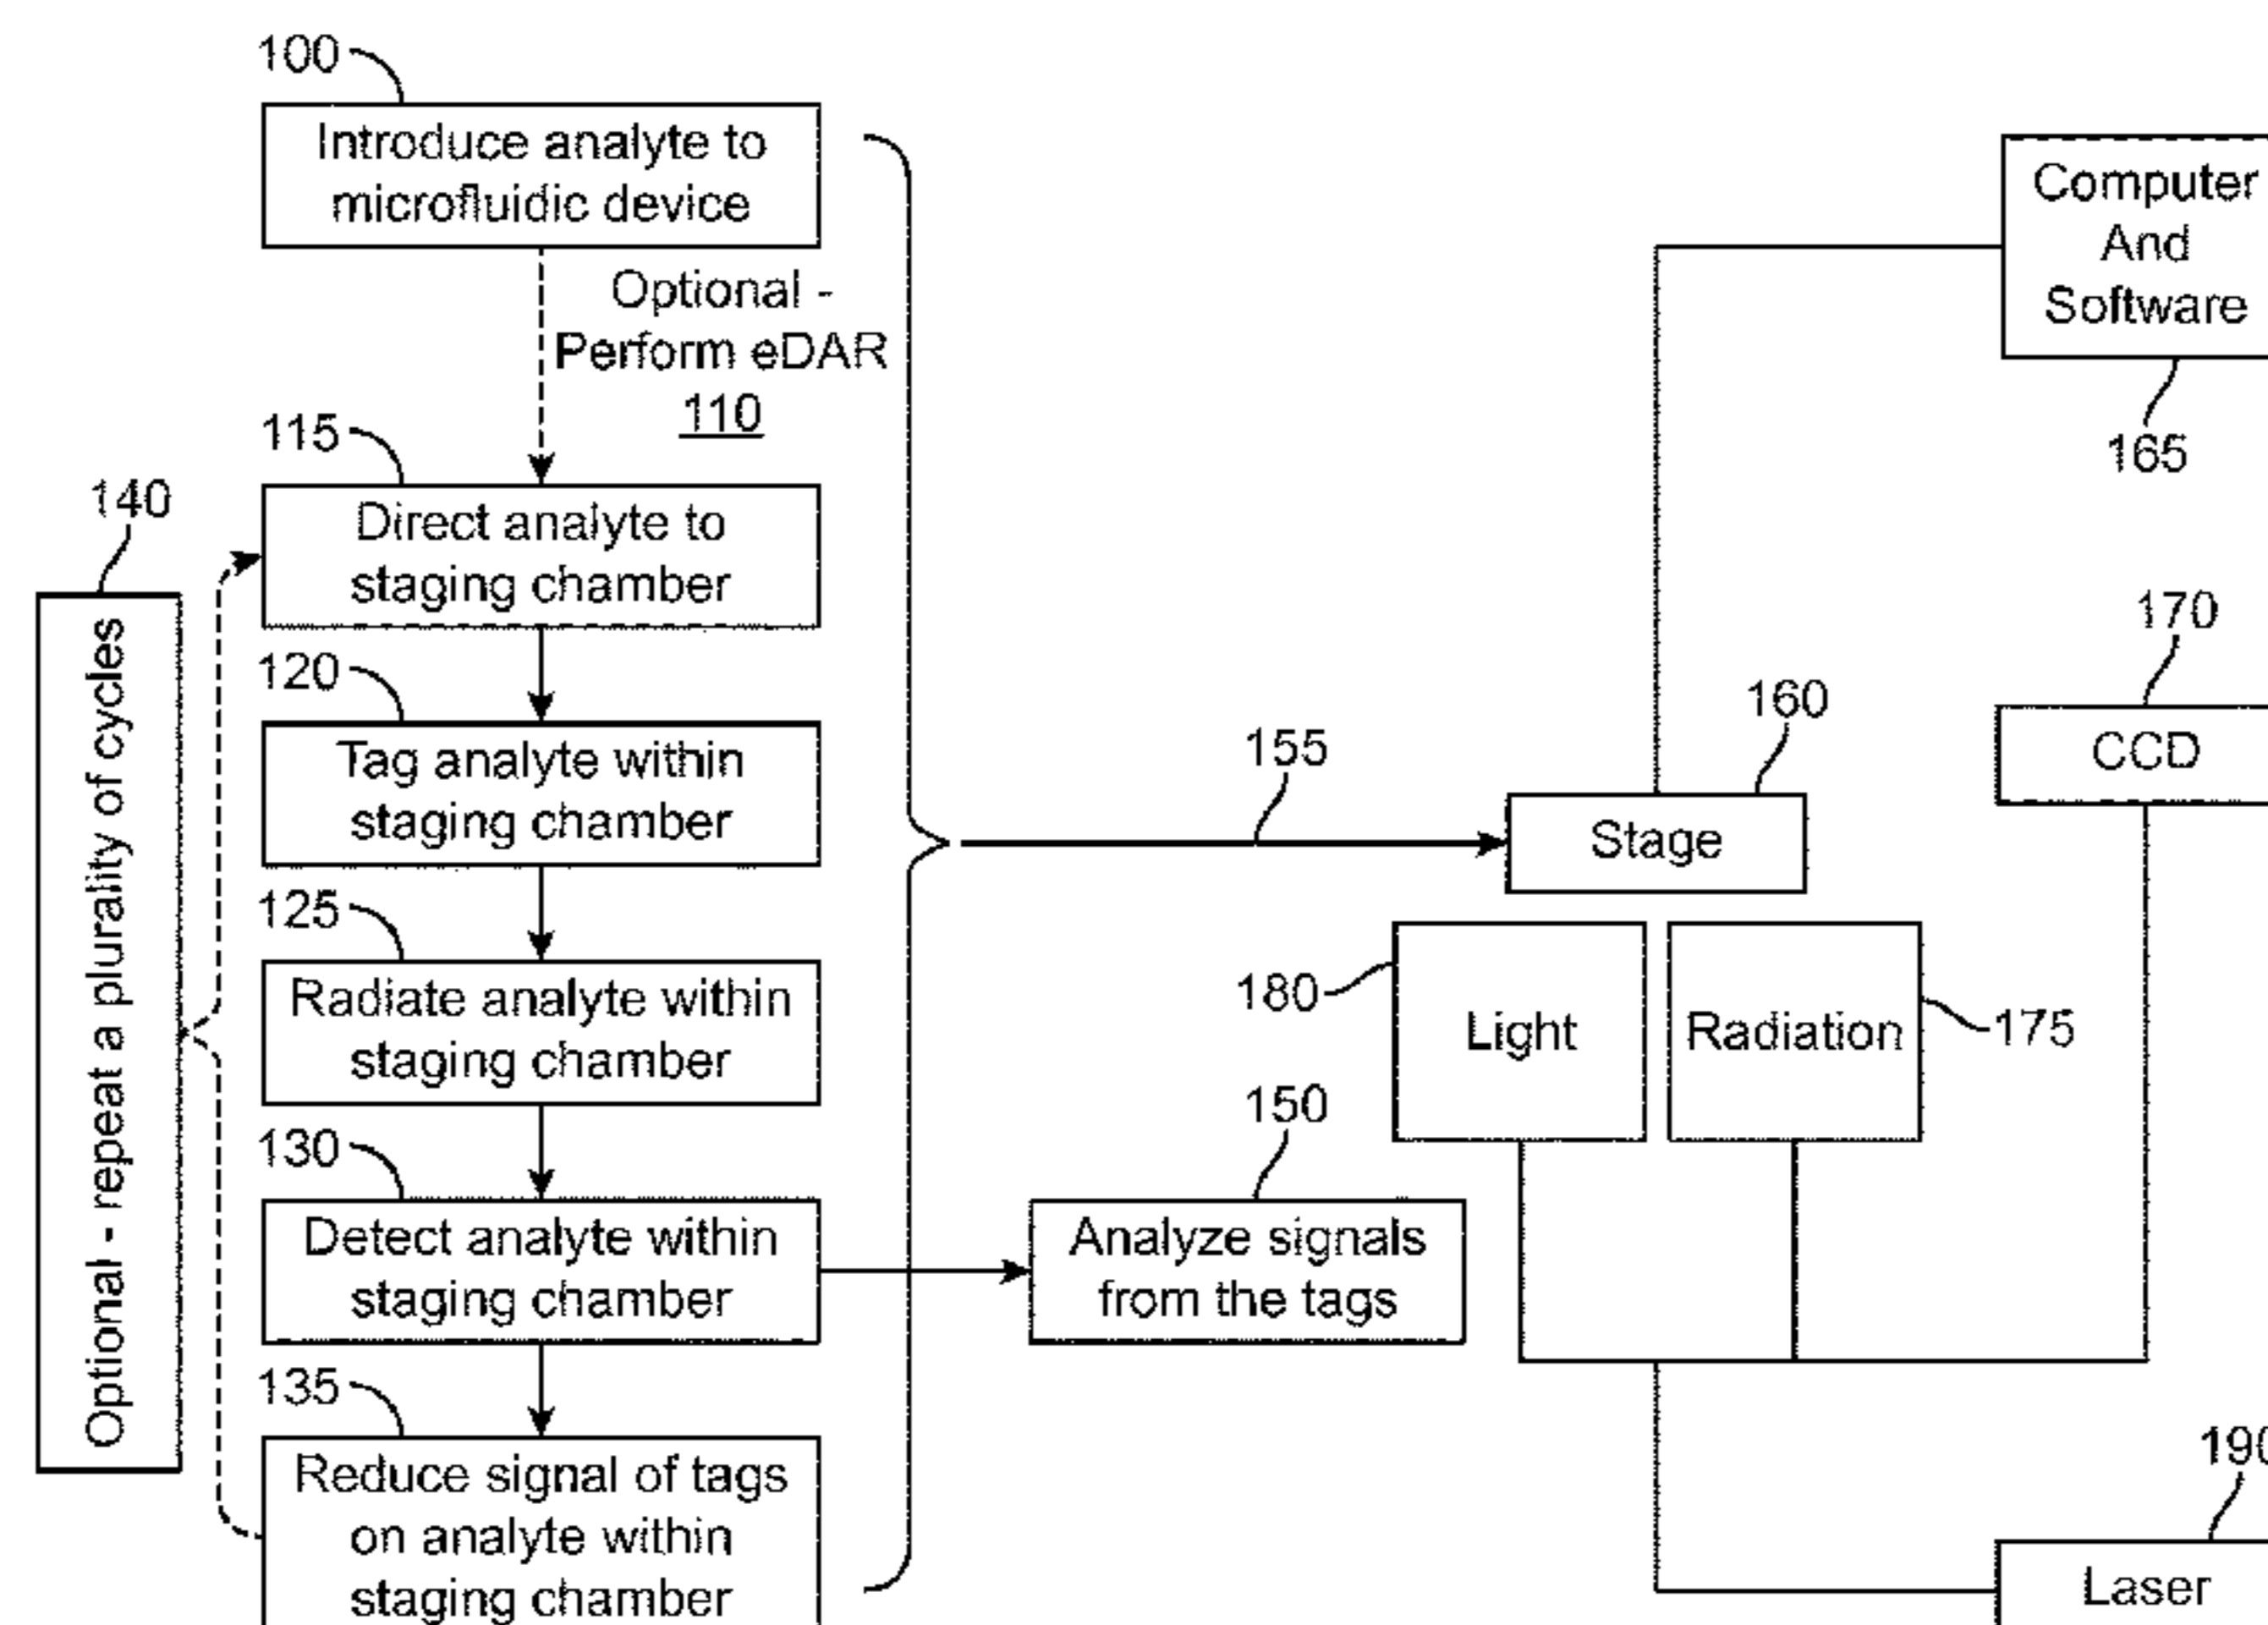 100
Introduce analyte to
microfluidic device
Optional -
Perform eDAR
110
115
Direct analyte to
staging chamber
120
Tag analyte within
staging chamber
125
Radiate analyte within
staging chamber
130
Detect analyte within
staging chamber
135
Reduce signal of tags
on analyte within
staging chamber
140
Optional - repeat a plurality of cycles
150
Analyze signals
from the tags
155
160
Stage
Computer
And
Software
165
170
CCD
180
Light
Radiation
175
190
Laser